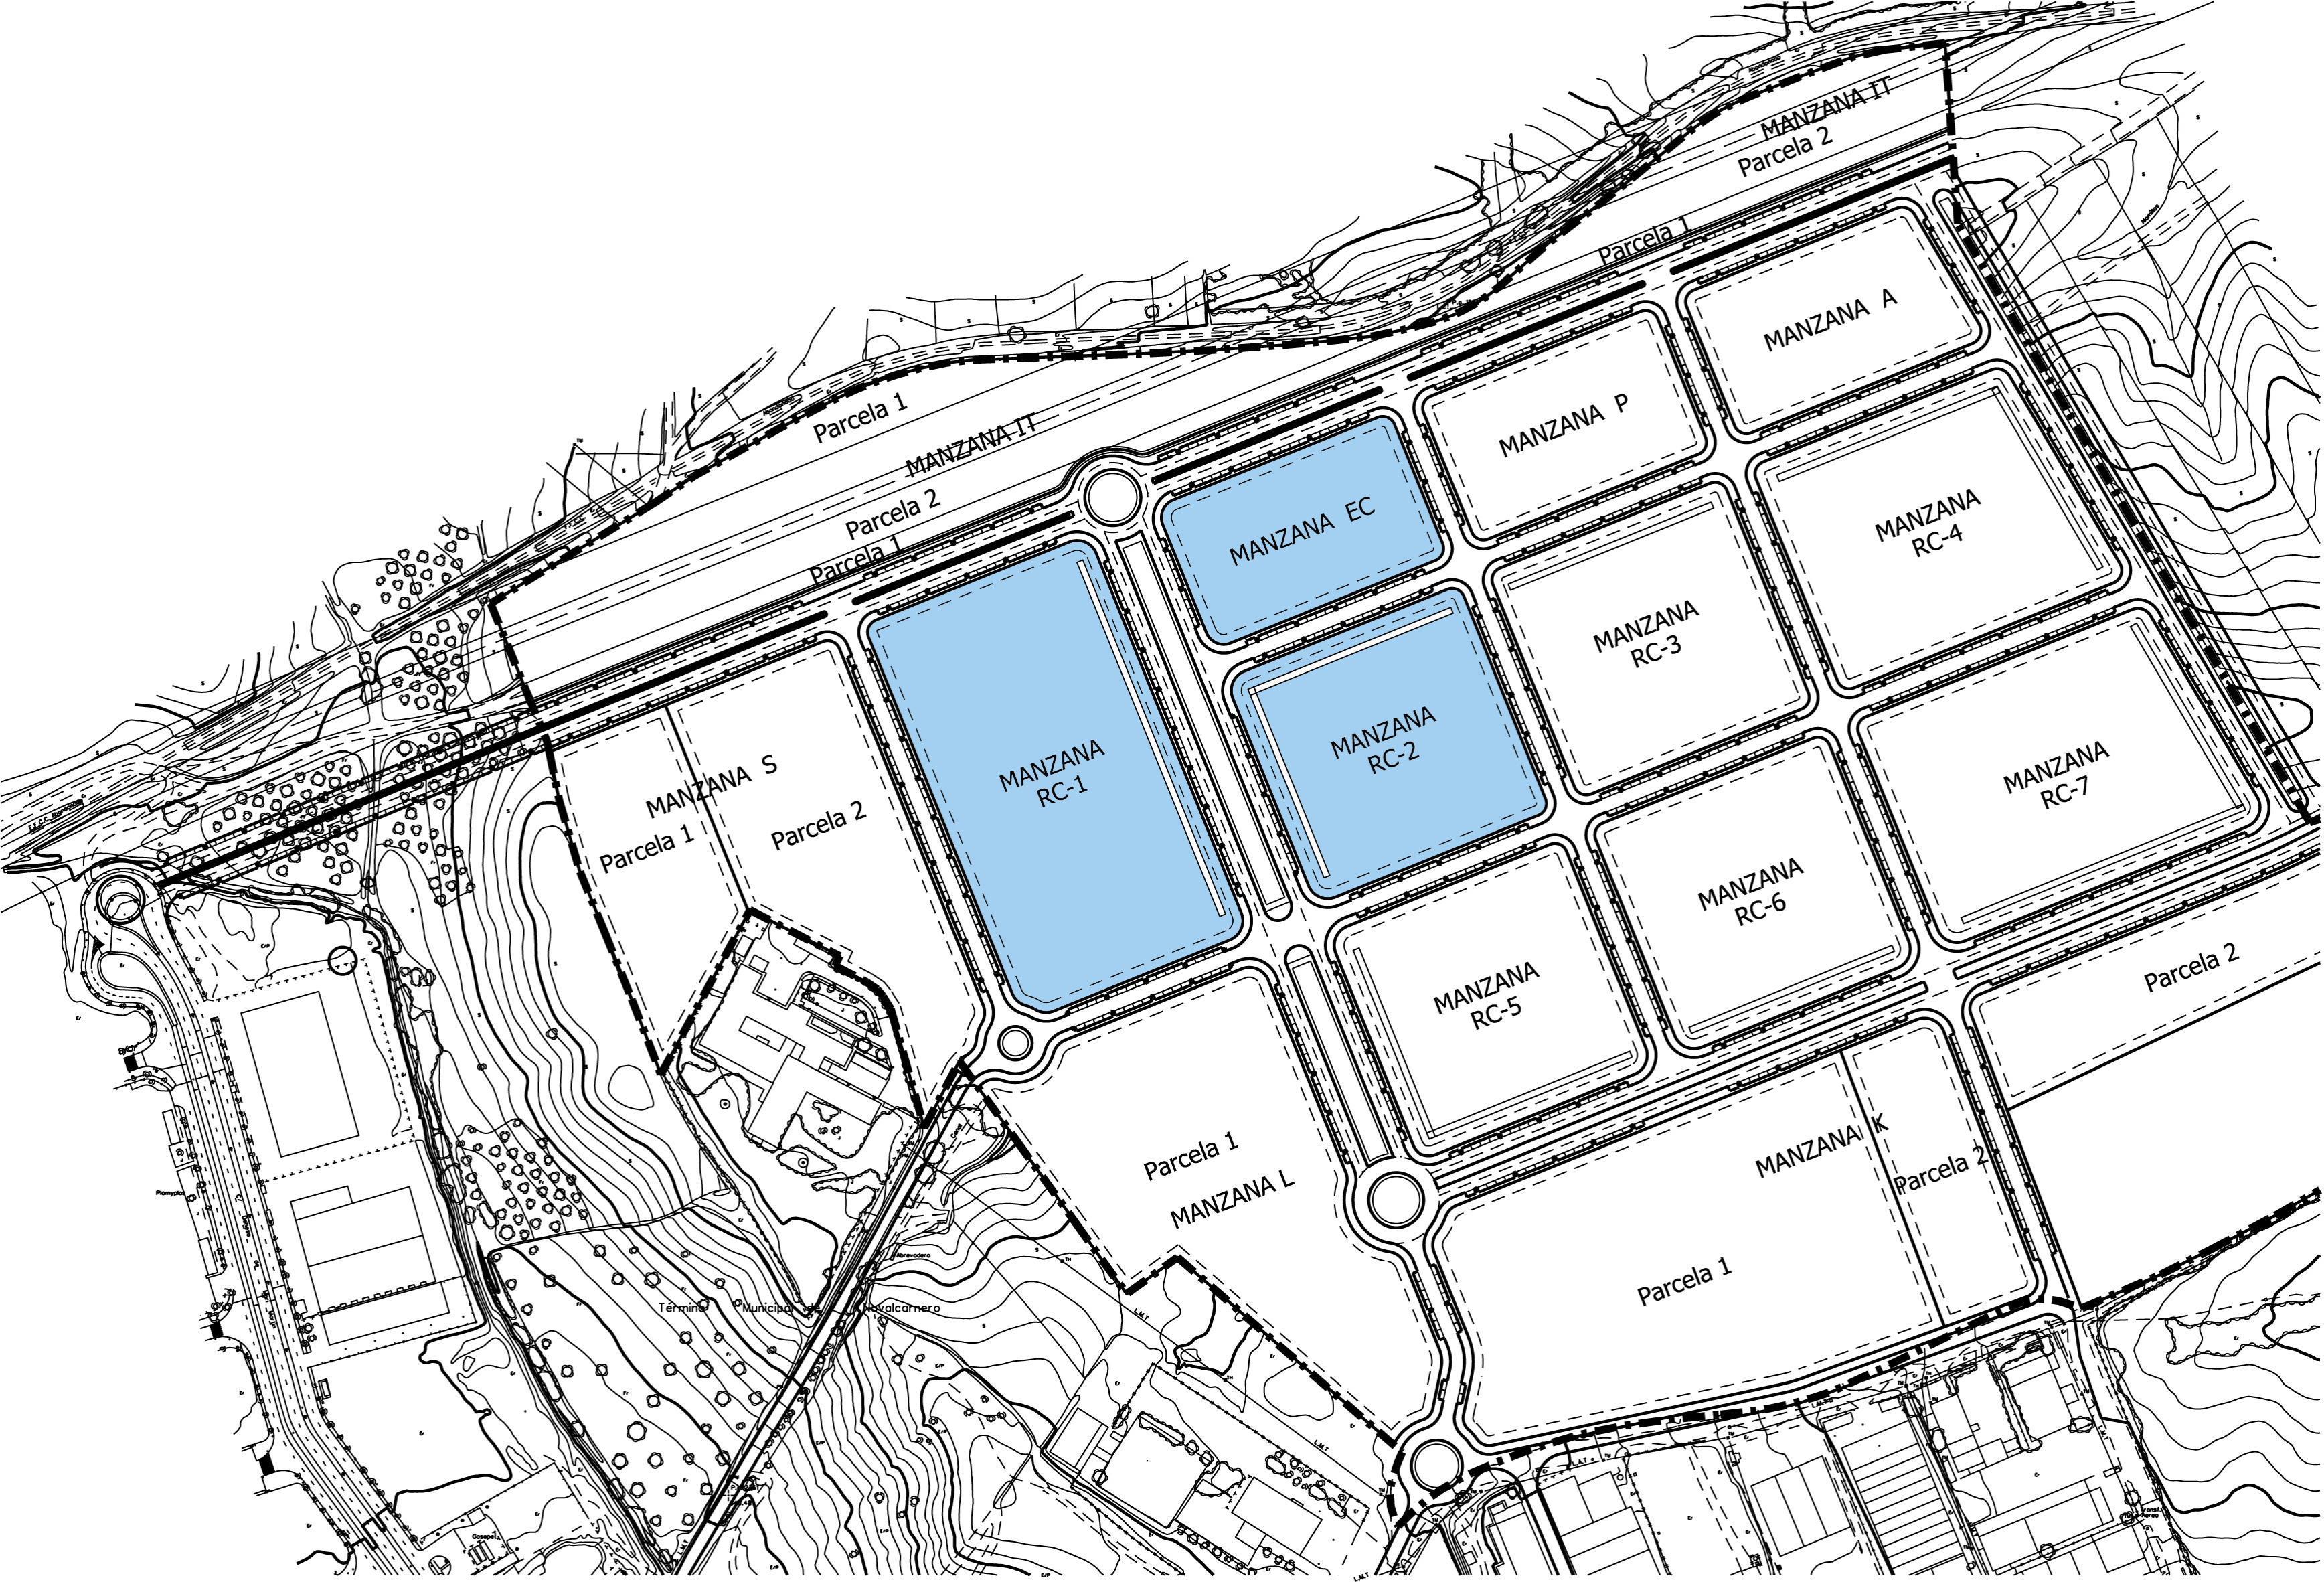 MANZANA IT
Parcela 2
Parcela 1
MANZANA A
Parcela 1
MANZANA P
MANZANA IT
Parcela 2
Parcela 1
MANZANA EC
MANZANA
RC-4
MANZANA
RC-3
MANZANA
RC-2
MANZANA
RC-1
MANZANA
RC-7
MANZANA S
Parcela 1
Parcela 2
MANZANA
RC-6
MANZANA
RC-5
Parcela 2
MANZANA K
Parcela 2
Parcela 1
Parcela 1
MANZANA L
Término Municipal de Navalcarnero
Abrevadero